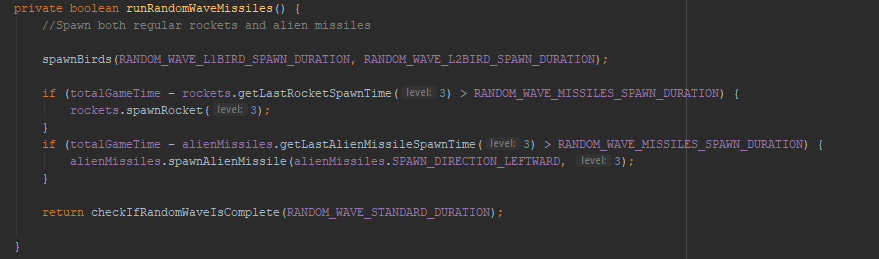 private boolean runRandomWaveMissiles() {
//Spawn both regular rockets and alien missiles
spawnBirds(RANDOM_WAVE_L1BIRD_SPAWN_DURATION, RANDOM_WAVE_L2BIRD_SPAWN_DURATION);
if (totalGameTime - rockets.getLastRocketSpawnTime( level: 3) > RANDOM_WAVE_MISSILES_SPAWN_DURATION) {
rockets.spawnRocket( level: 3);
}
if (totalGameTime - alienMissiles.getLastAlienMissileSpawnTime( level: 3) > RANDOM_WAVE_MISSILES_SPAWN_DURATION) {
alienMissiles.spawnAlienMissile(alienMissiles.SPAWN_DIRECTION_LEFTWARD, level: 3);
}
return checkIfRandomWaveIsComplete(RANDOM_WAVE_STANDARD_DURATION);
}